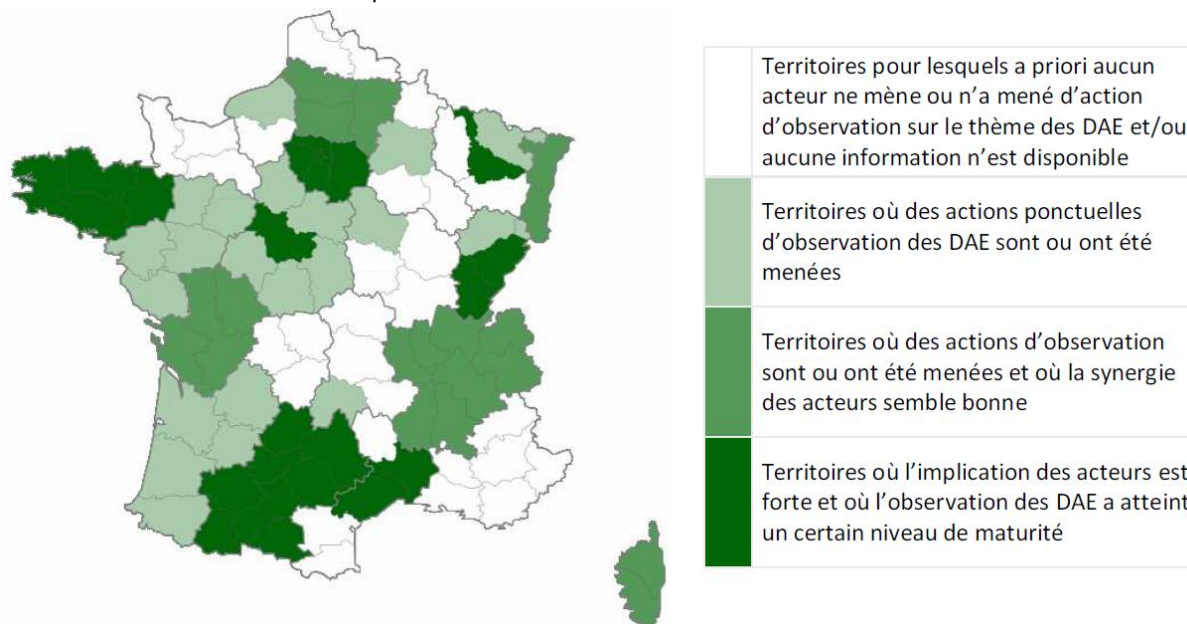 Territoires pour lesquels a priori aucun
acteur ne mène ou n'a mené d'action
d'observation sur le thème des DAE et/ou
aucune information n'est disponible
Territoires où des actions ponctuelles
d'observation des DAE sont ou ont été
menées
Territoires où des actions d'observation
sont ou ont été menées et où la synergie
des acteurs semble bonne
Territoires où l'implication des acteurs est
forte et où l'observation des DAE a atteint
un certain niveau de maturité